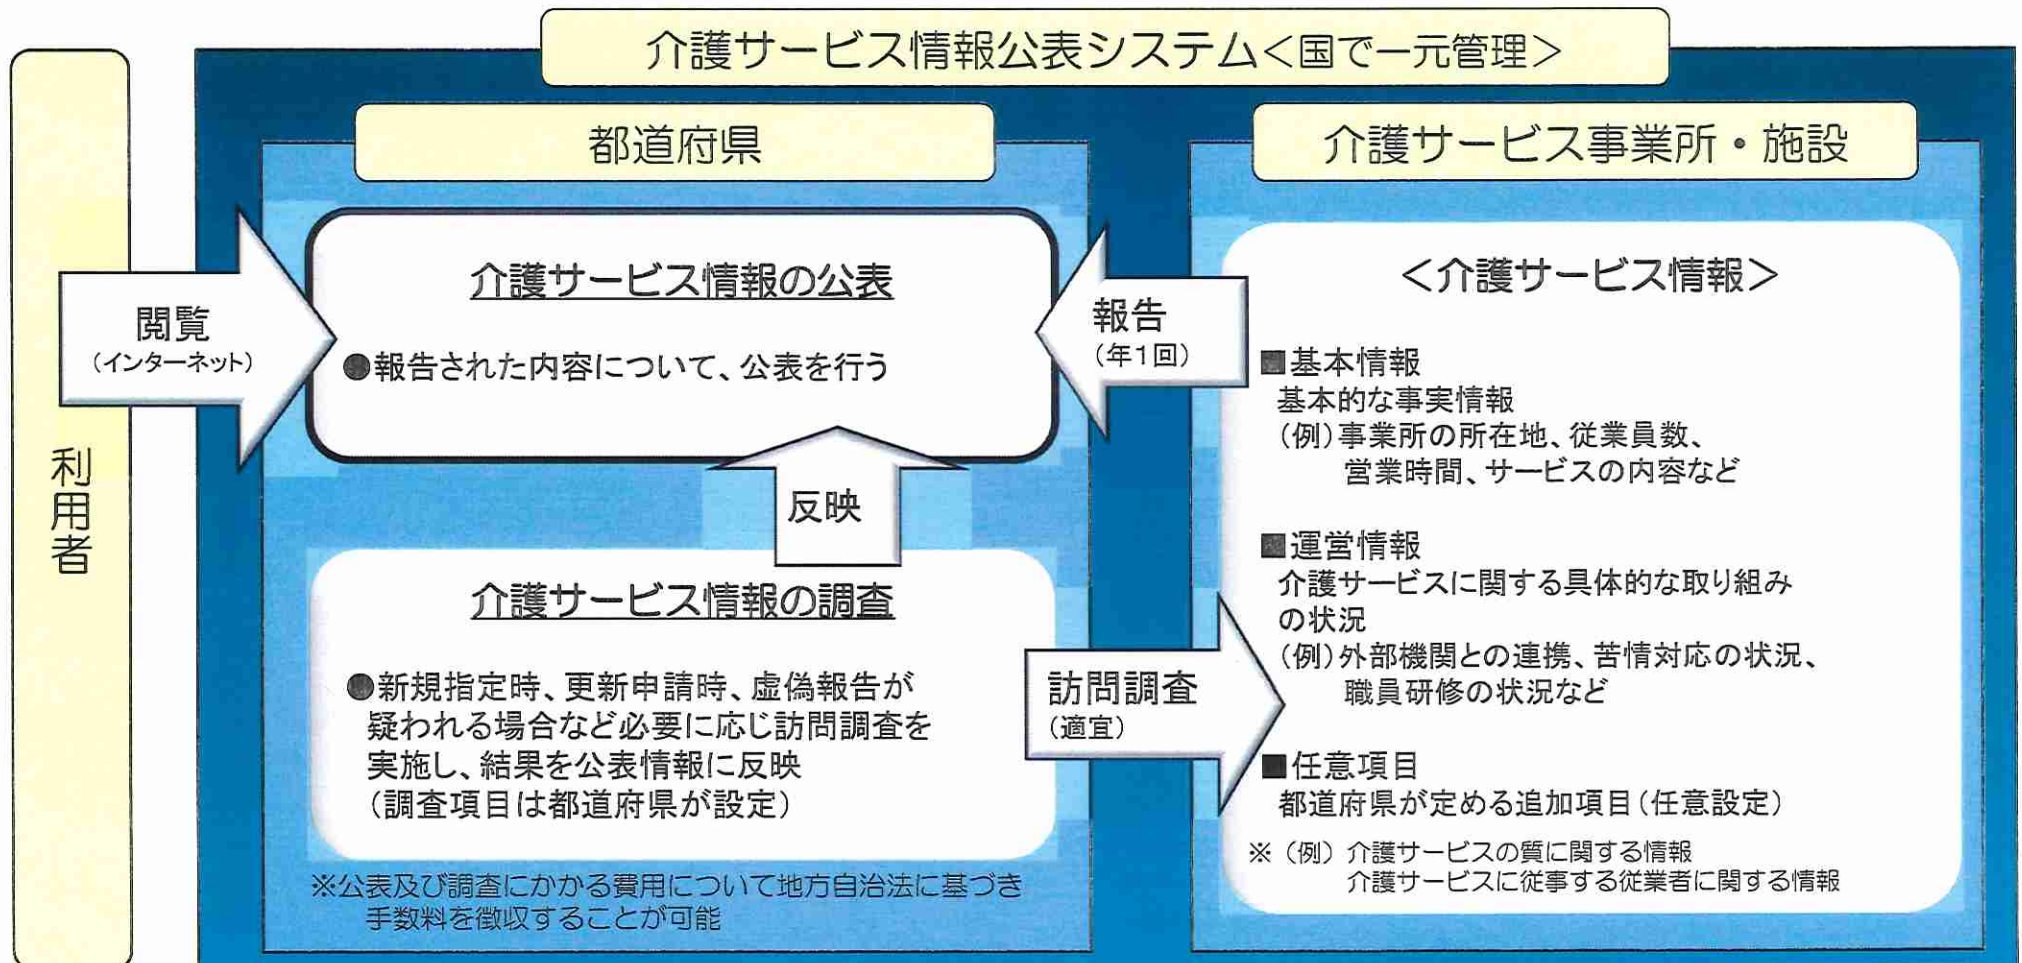 介護サービス情報公表システム＜国で一元管理＞
利用者
閲覧
（インターネット）
都道府県
介護サービス情報の公表
●報告された内容について、公表を行う
反映
介護サービス情報の調査
●新規指定時、更新申請時、虚偽報告が
疑われる場合など必要に応じ訪問調査を
実施し、結果を公表情報に反映
（調査項目は都道府県が設定）
※公表及び調査にかかる費用について地方自治法に基づき
手数料を徴収することが可能
報告
（年1回）
訪問調査
（適宜）
介護サービス事業所・施設
＜介護サービス情報＞
■基本情報
基本的な事実情報
（例）事業所の所在地、従業員数、
営業時間、サービスの内容など
■運営情報
介護サービスに関する具体的な取り組み
の状況
（例）外部機関との連携、苦情対応の状況、
職員研修の状況など
■任意項目
都道府県が定める追加項目（任意設定）
※（例）介護サービスの質に関する情報
介護サービスに従事する従業者に関する情報